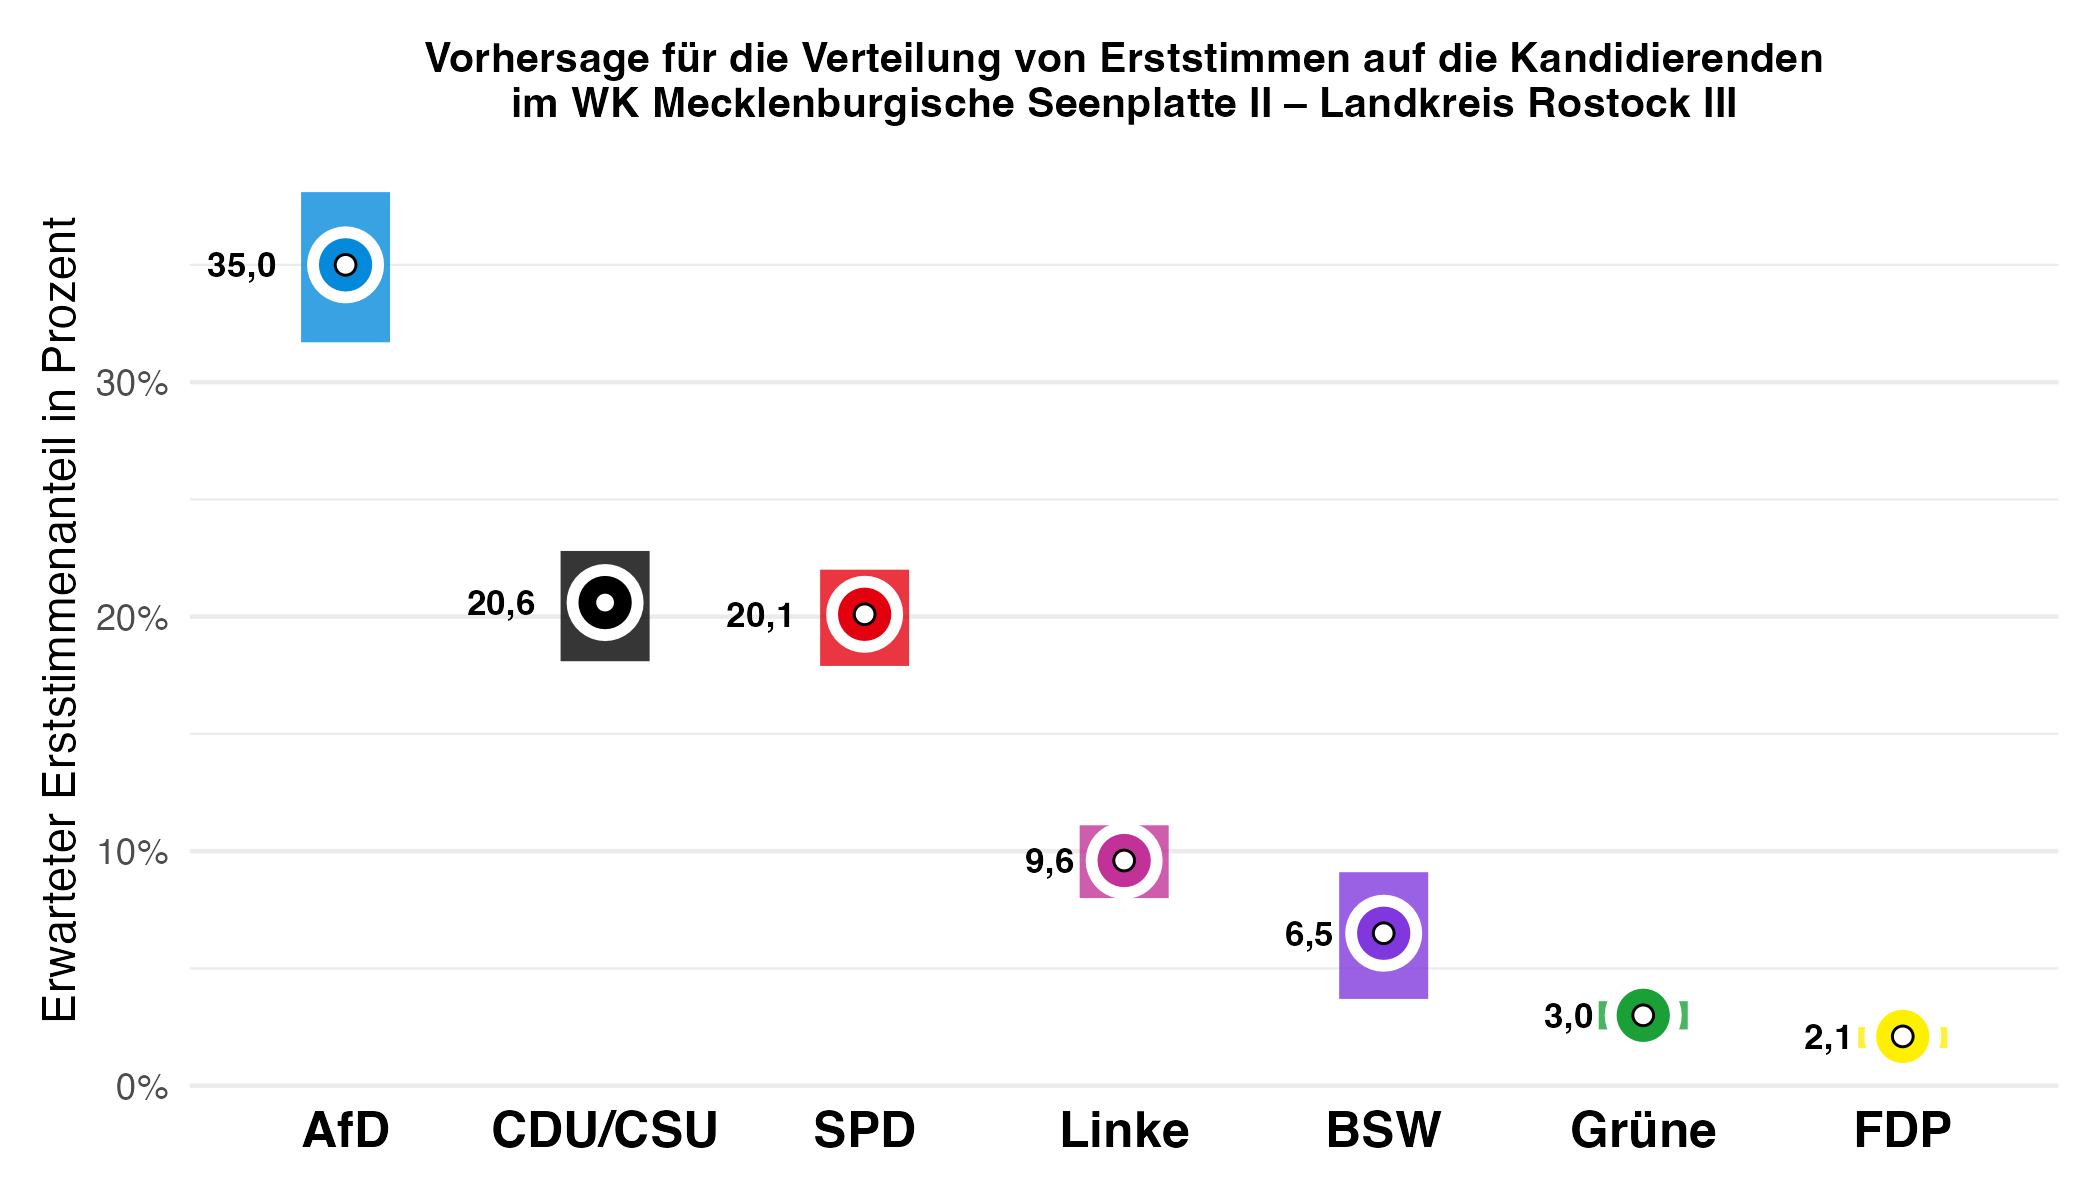 Vorhersage für die Verteilung von Erststimmen auf die Kandidierenden
im WK Mecklenburgische Seenplatte II – Landkreis Rostock III
Erwarteter Erststimmenanteil in Prozent
35,0
30%
20,6
20,1
20%
9,6
10%
6,5
3,0
2,1
0%
AfD CDU/CSU SPD Linke BSW Grüne FDP